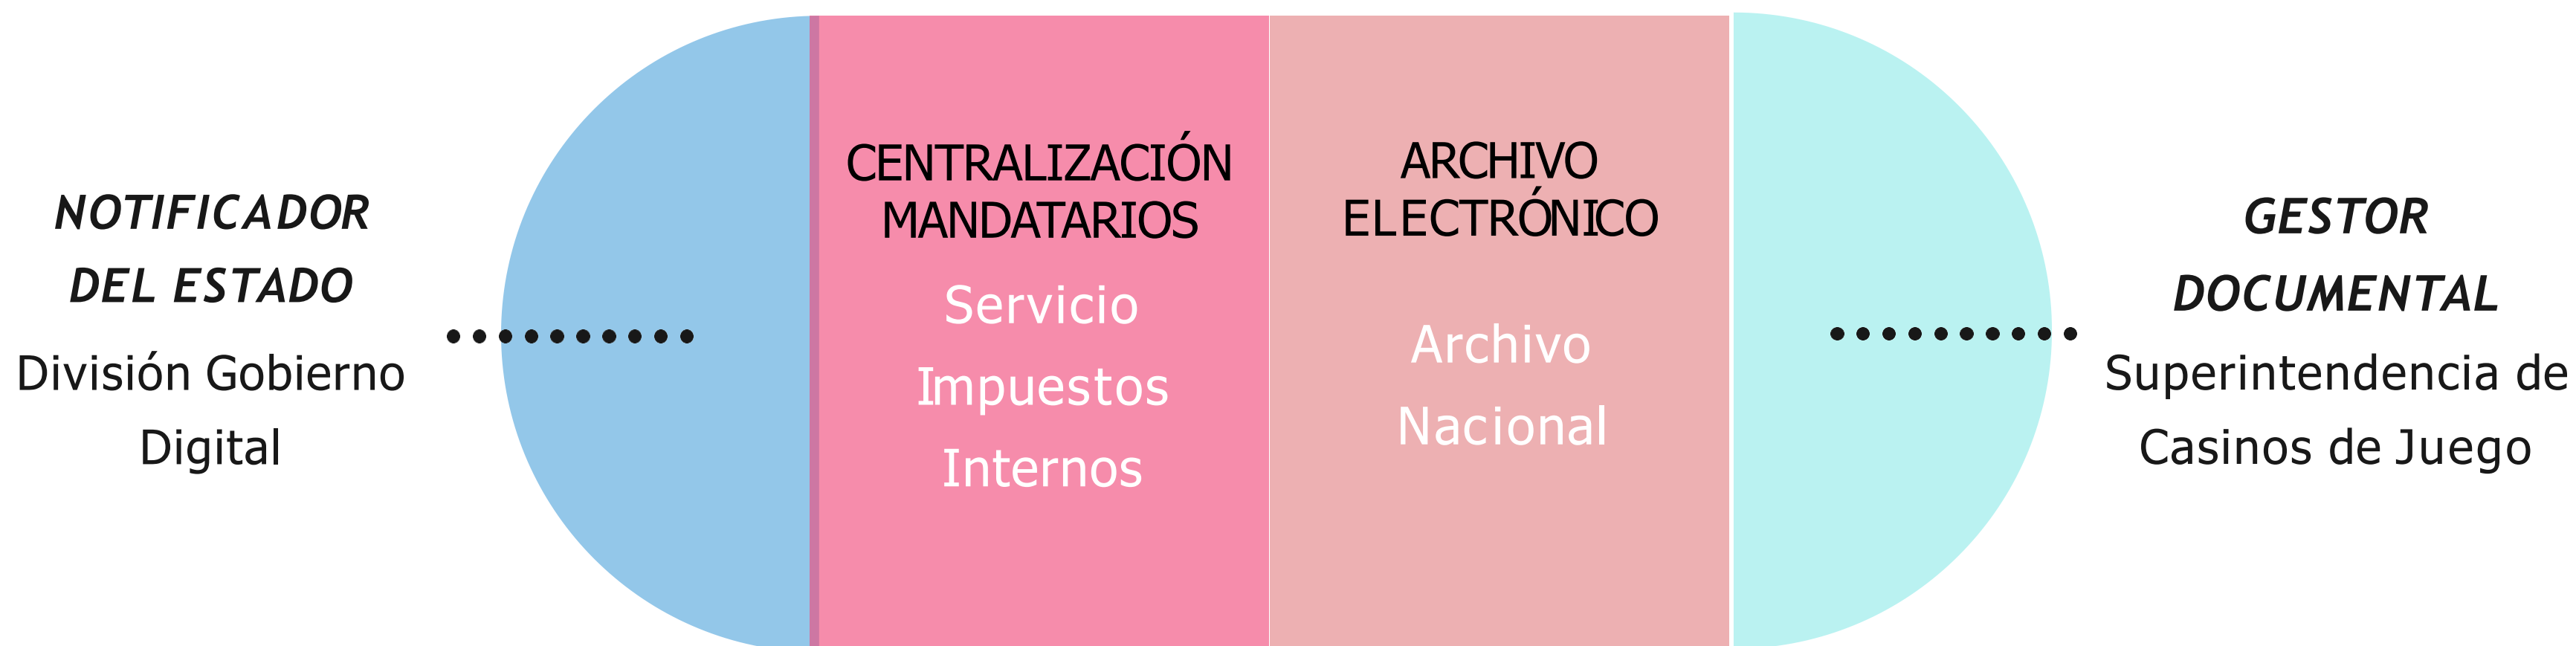 NOTIFICADOR
DEL ESTADO
División Gobierno
Digital
CENTRALIZACIÓN
MANDATARIOS
Servicio
Impuestos
Internos
ARCHIVO
ELECTRÓNICO
Archivo
Nacional
GESTOR
DOCUMENTAL
Superintendencia de
Casinos de Juego